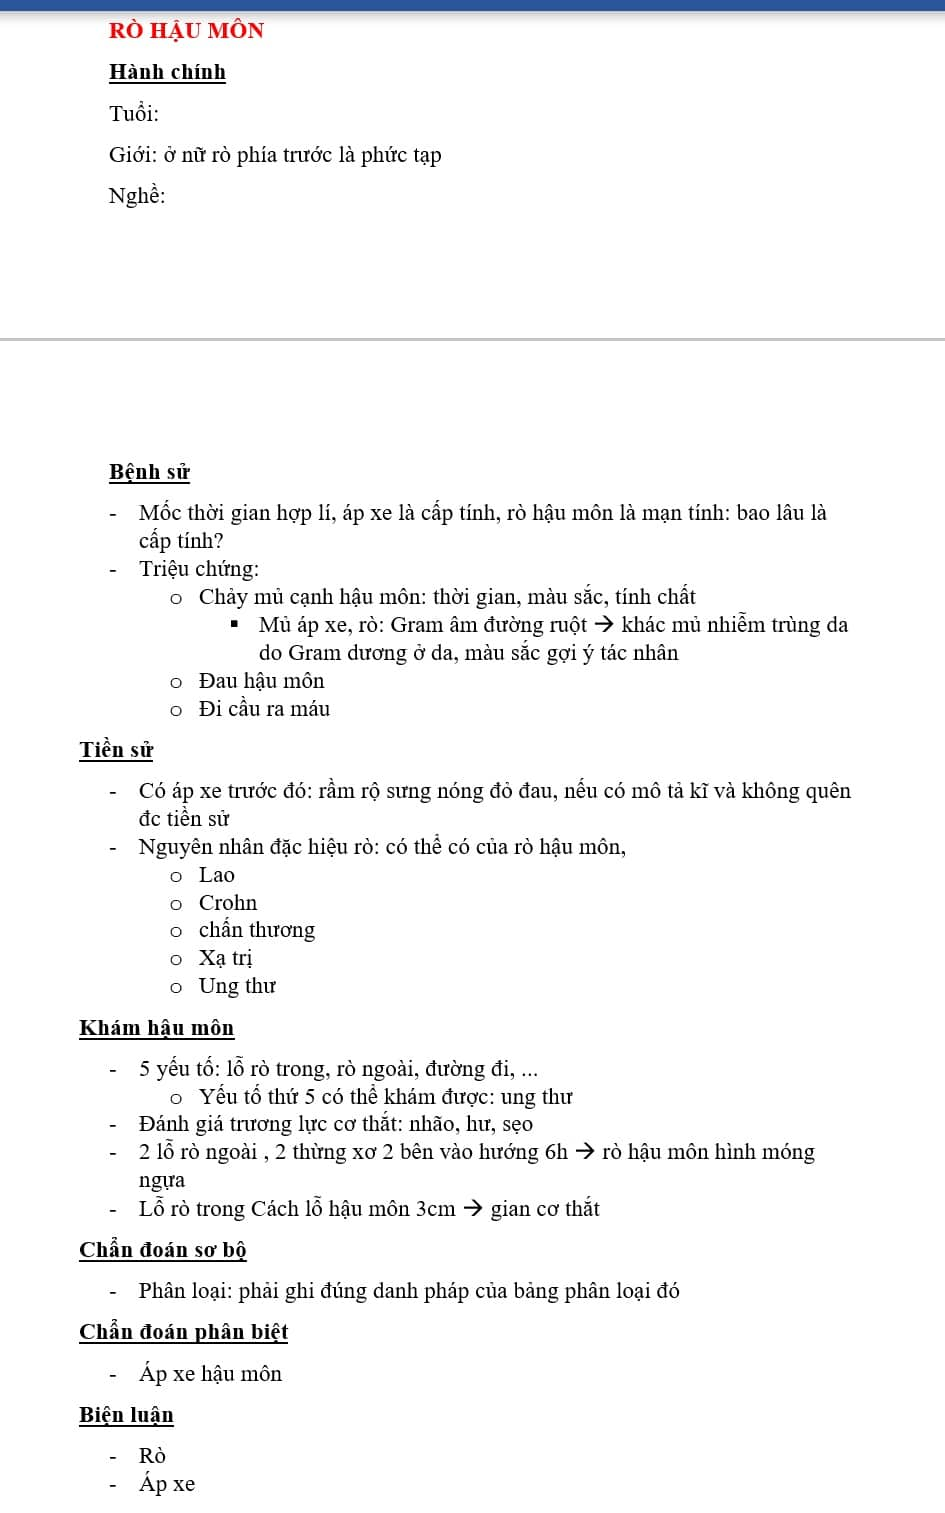 RÒ HẬU MÔN
Hành chính
Tuổi:
Giới: ở nữ rò phía trước là phức tạp
Nghề:
Bệnh sử
- Mốc thời gian hợp lí, áp xe là cấp tính, rò hậu môn là mạn tính: bao lâu là
cấp tính?
- Triệu chứng:
o Chảy mủ cạnh hậu môn: thời gian, màu sắc, tính chất
▪ Mủ áp xe, rò: Gram âm đường ruột → khác mủ nhiễm trùng da
do Gram dương ở da, màu sắc gợi ý tác nhân
o Đau hậu môn
o Đi cầu ra máu
Tiền sử
- Có áp xe trước đó: rầm rộ sưng nóng đỏ đau, nếu có mô tả kĩ và không quên
đc tiền sử
- Nguyên nhân đặc hiệu rò: có thể có của rò hậu môn,
o Lao
o Crohn
o chấn thương
o Xạ trị
o Ung thư
Khám hậu môn
- 5 yếu tố: lỗ rò trong, rò ngoài, đường đi, ...
o Yếu tố thứ 5 có thể khám được: ung thư
- Đánh giá trương lực cơ thắt: nhão, hư, sẹo
- 2 lỗ rò ngoài , 2 thừng xơ 2 bên vào hướng 6h → rò hậu môn hình móng
ngựa
- Lỗ rò trong Cách lỗ hậu môn 3cm → gian cơ thắt
Chẩn đoán sơ bộ
- Phân loại: phải ghi đúng danh pháp của bảng phân loại đó
Chẩn đoán phân biệt
- Áp xe hậu môn
Biện luận
- Rò
- Áp xe